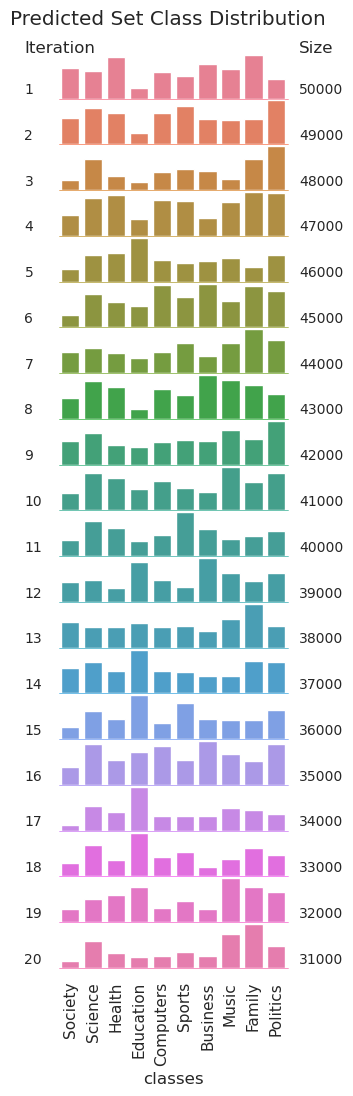 Predicted Set Class Distribution
Iteration Size
1 50000
2 49000
3 48000
4 47000
5 46000
6 45000
7 44000
8 43000
9 42000
10 41000
11 40000
12 39000
13 38000
14 37000
15 36000
16 35000
17 34000
18 33000
19 32000
20 31000
Society
Science
Health
Education
Computers
Sports
Business
Music
Family
Politics
classes